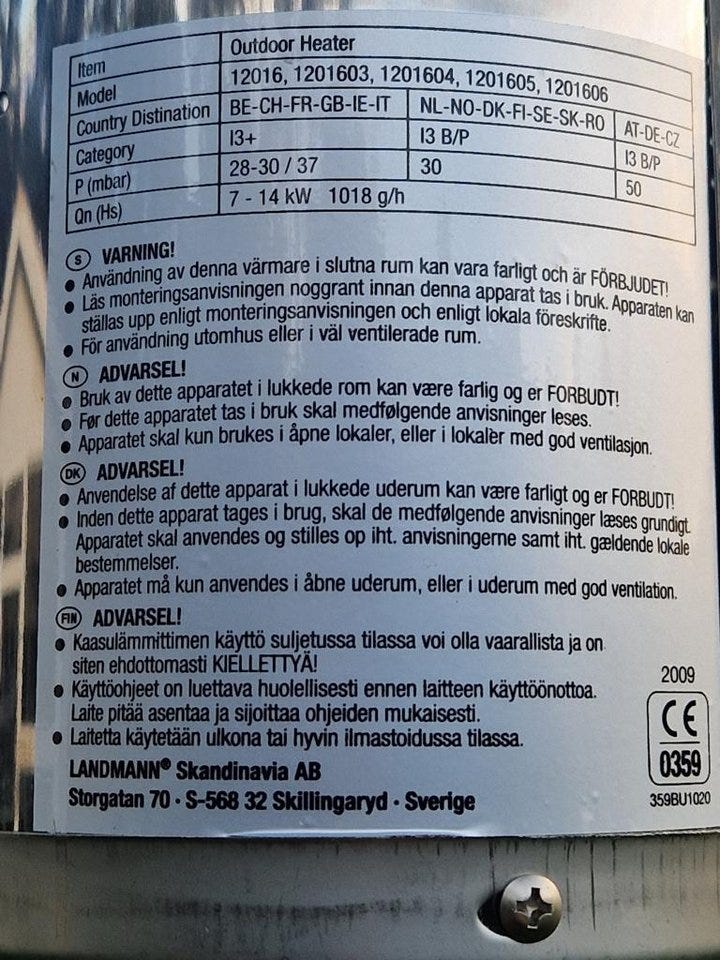 Item Outdoor Heater
Model 12016, 1201603, 1201604, 1201605, 1201606
Country Distination BE-CH-FR-GB-IE-IT NL-NO-DK-FI-SE-SK-RO AT-DE-CZ
Category I3+ I3 B/P I3 B/P
P (mbar) 28-30 / 37 30 50
Qn (Hs) 7 - 14 kW 1018 g/h
S VARNING!
● Användning av denna värmare i slutna rum kan vara farligt och är FÖRBJUDET!
● Läs monteringsanvisningen noggrant innan denna apparat tas i bruk. Apparaten kan
ställas upp enligt monteringsanvisningen och enligt lokala föreskrifte.
● För användning utomhus eller i väl ventilerade rum.
N ADVARSEL!
● Bruk av dette apparatet i lukkede rom kan være farlig og er FORBUDT!
● Før dette apparatet tas i bruk skal medfølgende anvisninger leses.
● Apparatet skal kun brukes i åpne lokaler, eller i lokalèr med god ventilasjon.
DK ADVARSEL!
● Anvendelse af dette apparat i lukkede uderum kan være farligt og er FORBUDT!
● Inden dette apparat tages i brug, skal de medfølgende anvisninger læses grundigt.
Apparatet skal anvendes og stilles op iht. anvisningerne samt iht. gældende lokale
bestemmelser.
● Apparatet må kun anvendes i åbne uderum, eller i uderum med god ventilation.
FIN ADVARSEL!
● Kaasulämmittimen käyttö suljetussa tilassa voi olla vaarallista ja on
siten ehdottomasti KIELLETTYÄ!
● Käyttöohjeet on luettava huolellisesti ennen laitteen käyttöönottoa.
Laite pitää asentaa ja sijoittaa ohjeiden mukaisesti.
● Laitetta käytetään ulkona tai hyvin ilmastoidussa tilassa.
LANDMANN® Skandinavia AB
Storgatan 70 · S-568 32 Skillingaryd · Sverige
2009
CE
0359
359BU1020